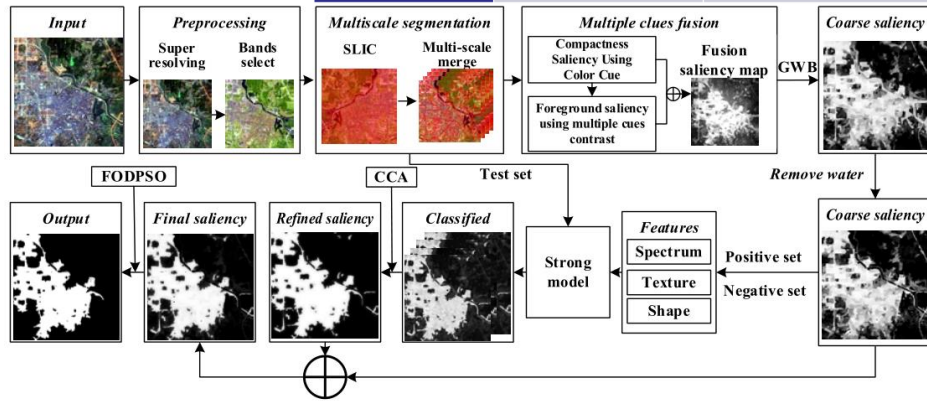 Input
Preprocessing
Super
resolving
Bands
select
Multiscale segmentation
SLIC
Multi-scale
merge
Multiple clues fusion
Compactness
Saliency Using
Color Cue
Foreground saliency
using multiple cues
contrast
Fusion
saliency map
GWB
Coarse saliency
Remove water
FODPSO
CCA
Test set
Output
Final saliency
Refined saliency
Classified
Strong
model
Features
Spectrum
Texture
Shape
Positive set
Negative set
Coarse saliency